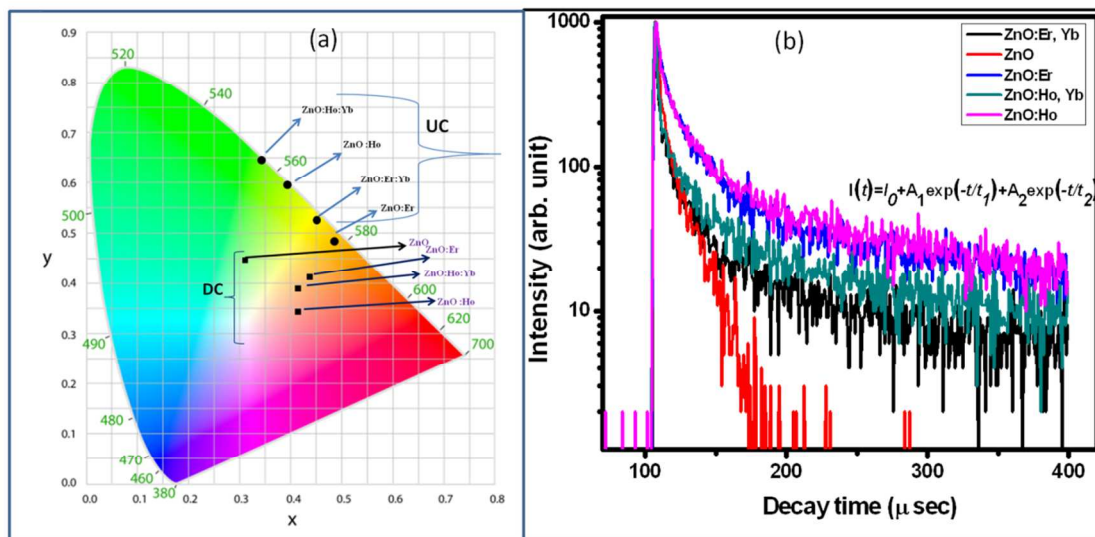 (a)
0.9
0.8
0.7
0.6
0.5
0.4
0.3
0.2
0.1
0.0
y
0.0 0.1 0.2 0.3 0.4 0.5 0.6 0.7 0.8
x
520
540
560
580
600
620
700
500
490
480
470
460
380
ZnO:Ho:Yb
ZnO :Ho
ZnO:Er:Yb
ZnO:Er
UC
ZnO
ZnO:Er
ZnO:Ho:Yb
ZnO :Ho
DC
(b)
1000
100
10
Intensity (arb. unit)
ZnO:Er, Yb
ZnO
ZnO:Er
ZnO:Ho, Yb
ZnO:Ho
I(t)=I₀+A₁exp(-t/t₁)+A₂exp(-t/t₂)
100 200 300 400
Decay time (μ sec)